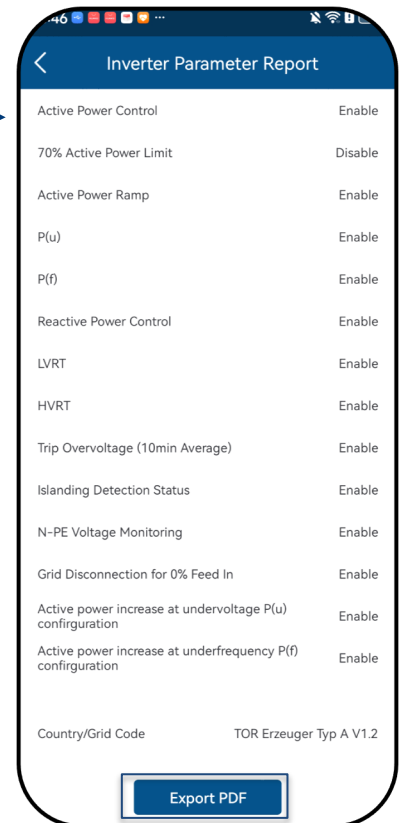 :46 ...
Inverter Parameter Report
Active Power Control Enable
70% Active Power Limit Disable
Active Power Ramp Enable
P(u) Enable
P(f) Enable
Reactive Power Control Enable
LVRT Enable
HVRT Enable
Trip Overvoltage (10min Average) Enable
Islanding Detection Status Enable
N-PE Voltage Monitoring Enable
Grid Disconnection for 0% Feed In Enable
Active power increase at undervoltage P(u)
confirguration Enable
Active power increase at underfrequency P(f)
confirguration Enable
Country/Grid Code TOR Erzeuger Typ A V1.2
Export PDF